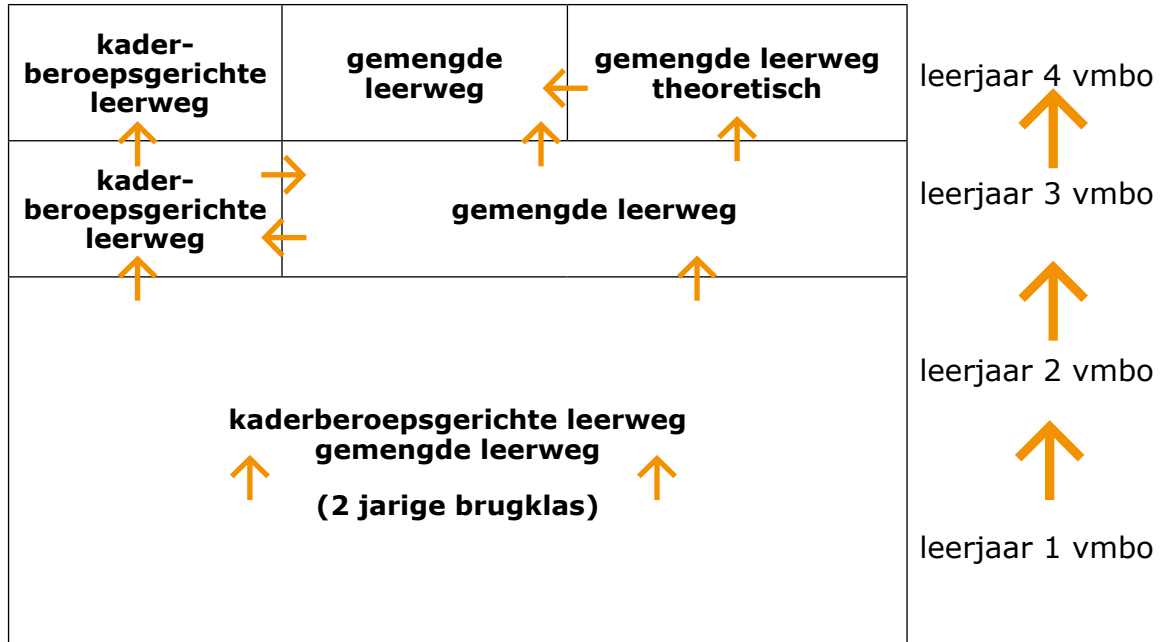 kader-
beroepsgerichte
leerweg
gemengde
leerweg
gemengde leerweg
theoretisch
leerjaar 4 vmbo
kader-
beroepsgerichte
leerweg
gemengde leerweg
leerjaar 3 vmbo
leerjaar 2 vmbo
kaderberoepsgerichte leerweg
gemengde leerweg
(2 jarige brugklas)
leerjaar 1 vmbo